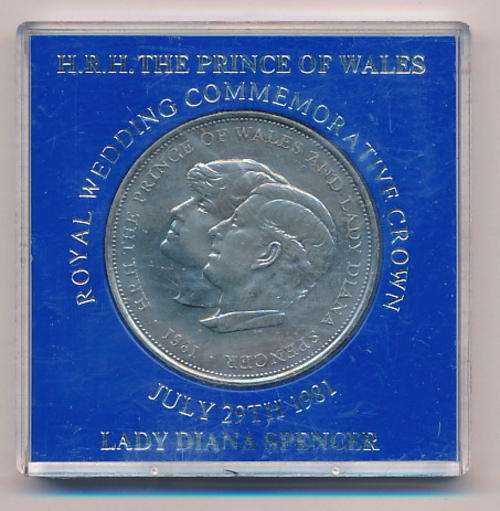 H.R.H. THE PRINCE OF WALES
ROYAL WEDDING COMMEMORATIVE CROWN
H.R.H. THE PRINCE OF WALES AND LADY DIANA SPENCER · 1981
JULY 29TH 1981
LADY DIANA SPENCER